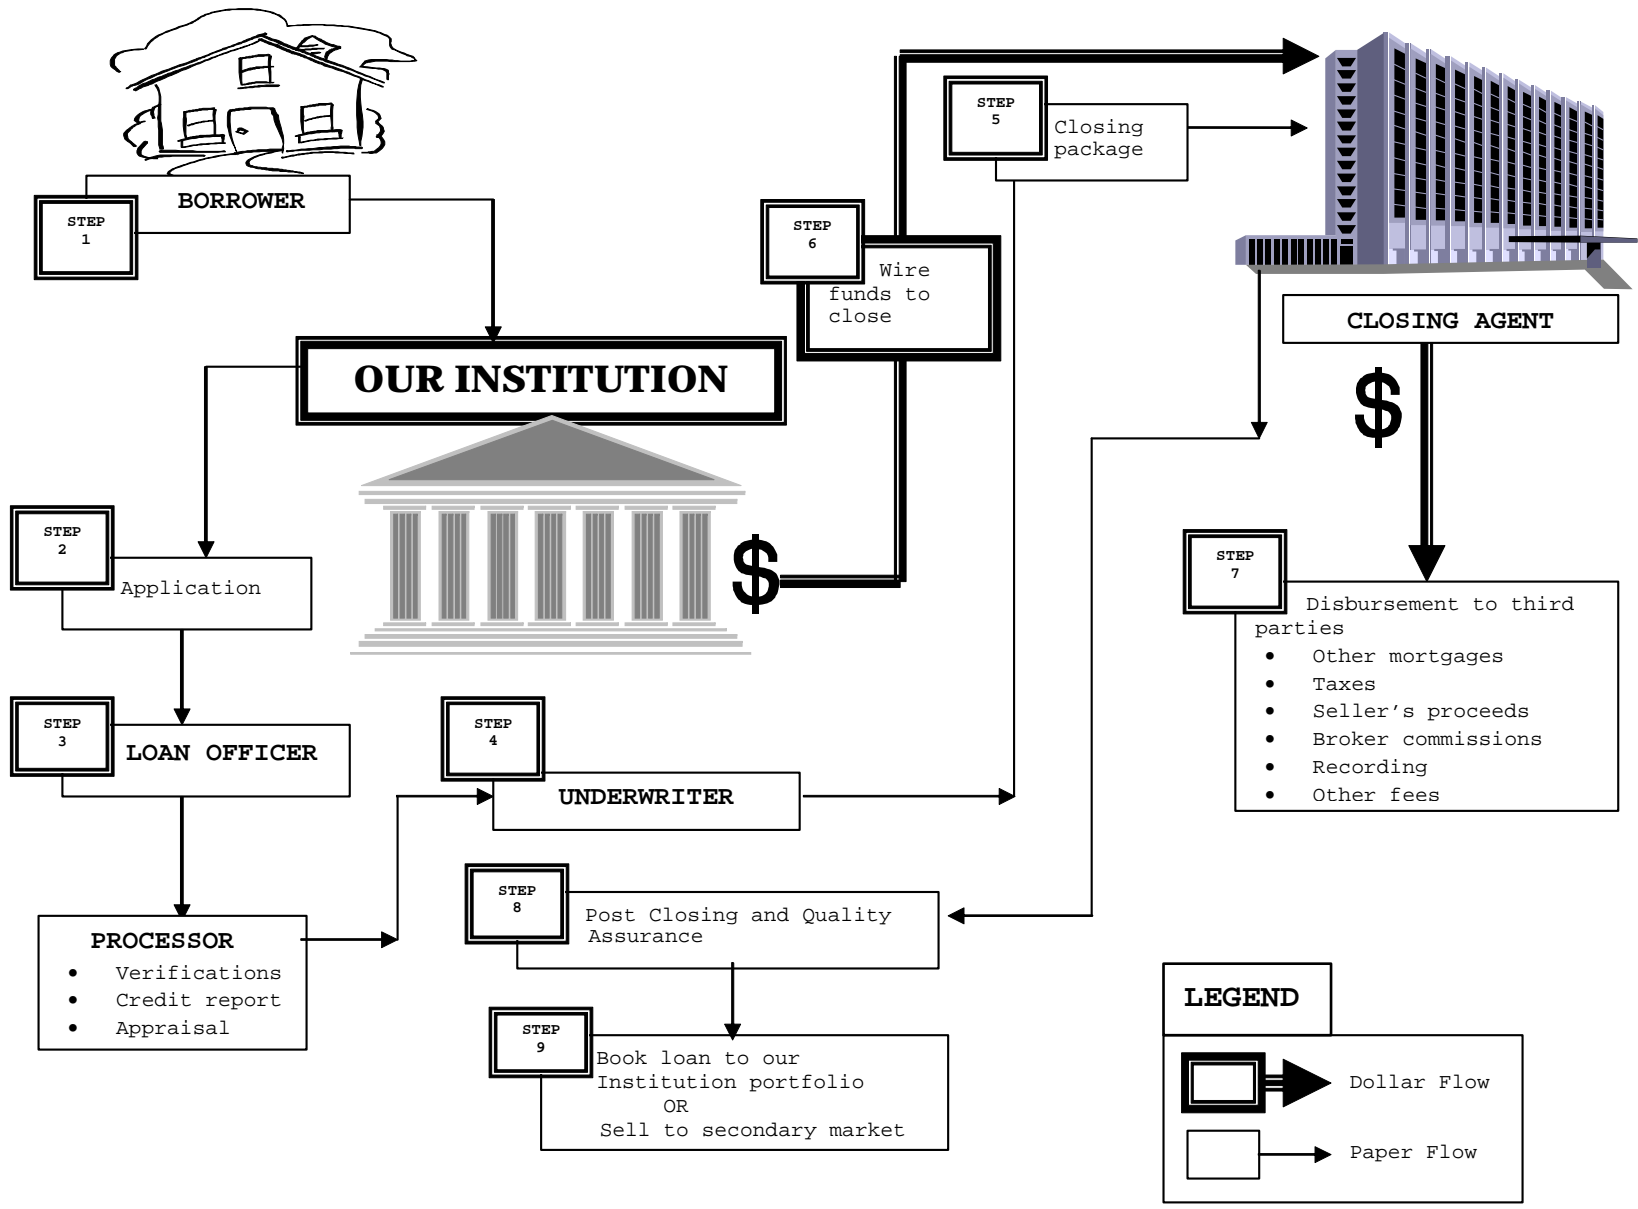 STEP
1
BORROWER
OUR INSTITUTION
STEP
2
Application
STEP
3
LOAN OFFICER
PROCESSOR
• Verifications
• Credit report
• Appraisal
STEP
4
UNDERWRITER
STEP
5
Closing
package
STEP
6
Wire
funds to
close
$
CLOSING AGENT
$
STEP
7
Disbursement to third
parties
• Other mortgages
• Taxes
• Seller’s proceeds
• Broker commissions
• Recording
• Other fees
STEP
8
Post Closing and Quality
Assurance
STEP
9
Book loan to our
Institution portfolio
OR
Sell to secondary market
LEGEND
Dollar Flow
Paper Flow